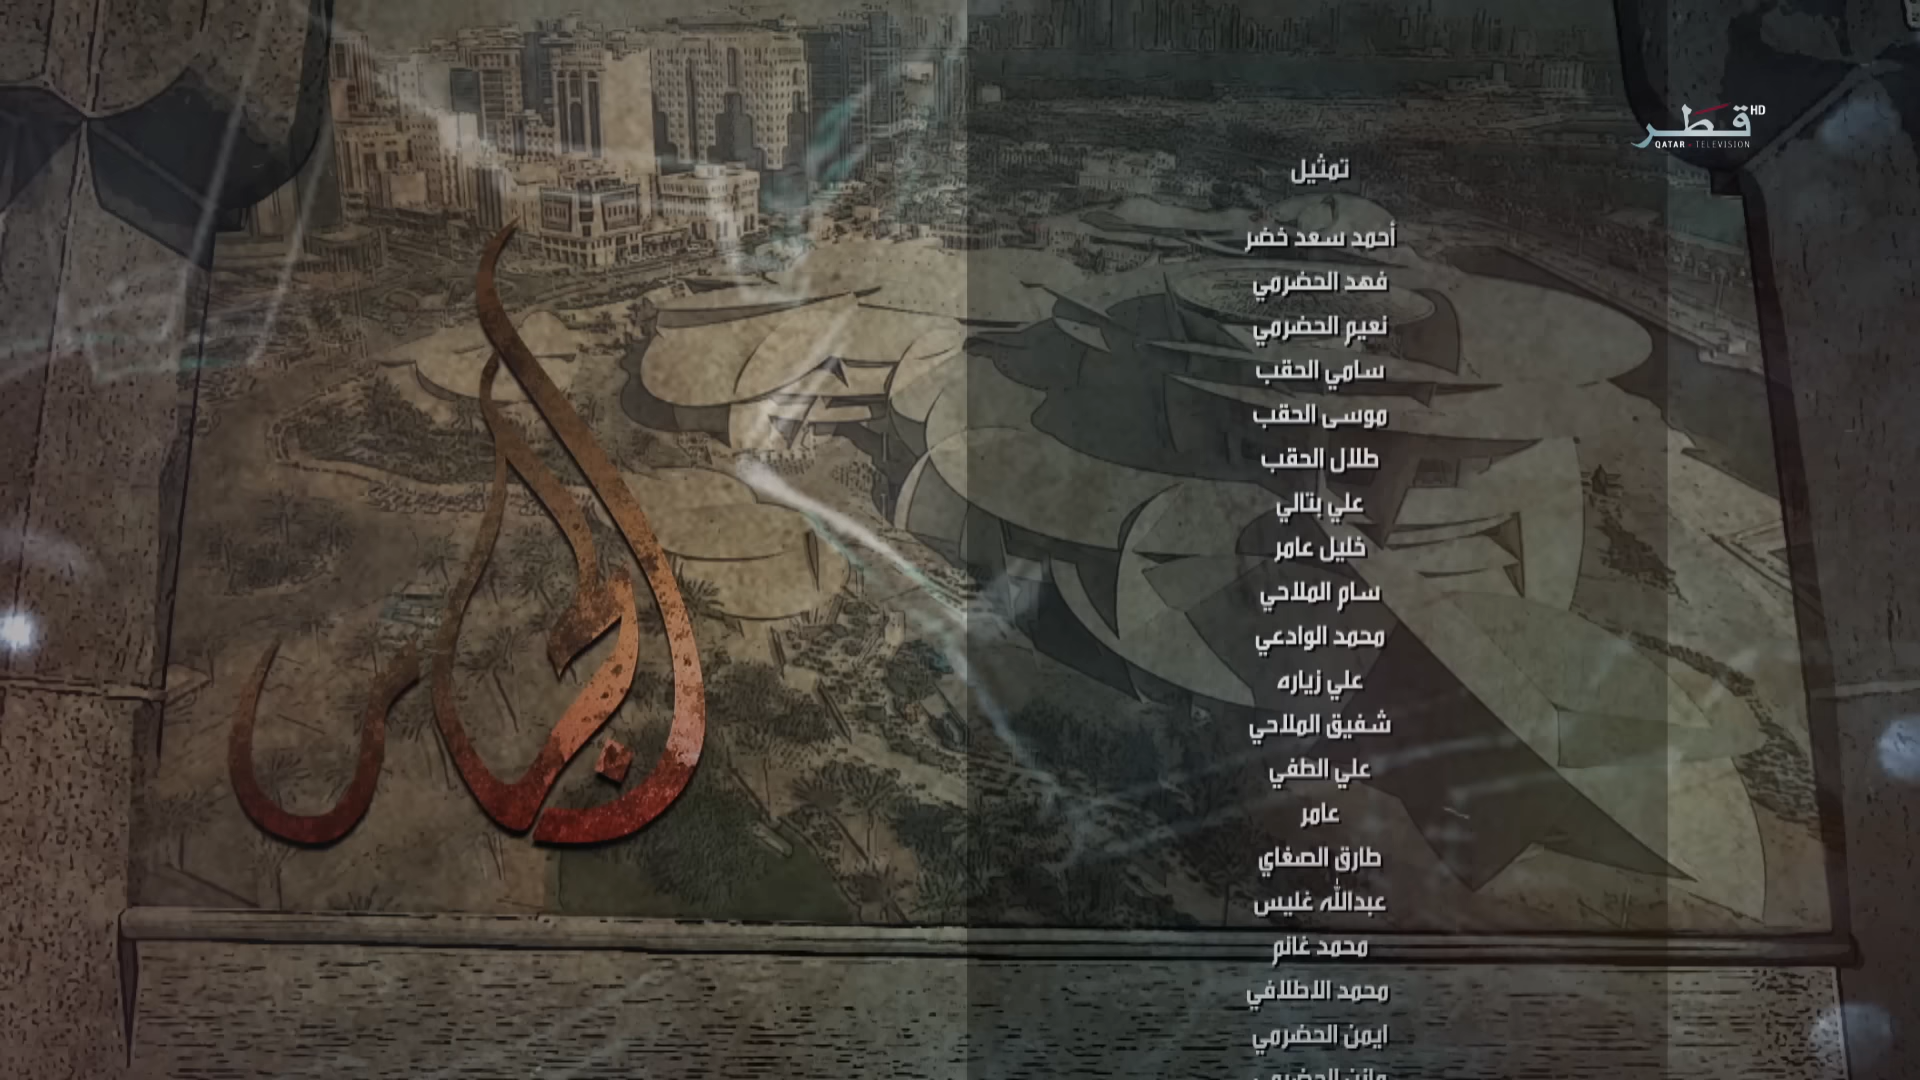 قطر HD
QATAR TELEVISION
تمثيل
أحمد سعد خضر
فهد الحضرمي
نعيم الحضرمي
سامي الحقب
موسى الحقب
طلال الحقب
علي بتالي
خليل عامر
سام الملاحي
محمد الوادعي
علي زياره
شفيق الملاحي
علي الطفي
عامر
طارق الصغاي
عبدالله غليس
محمد غانم
محمد الاطلافي
ايمن الحضرمي